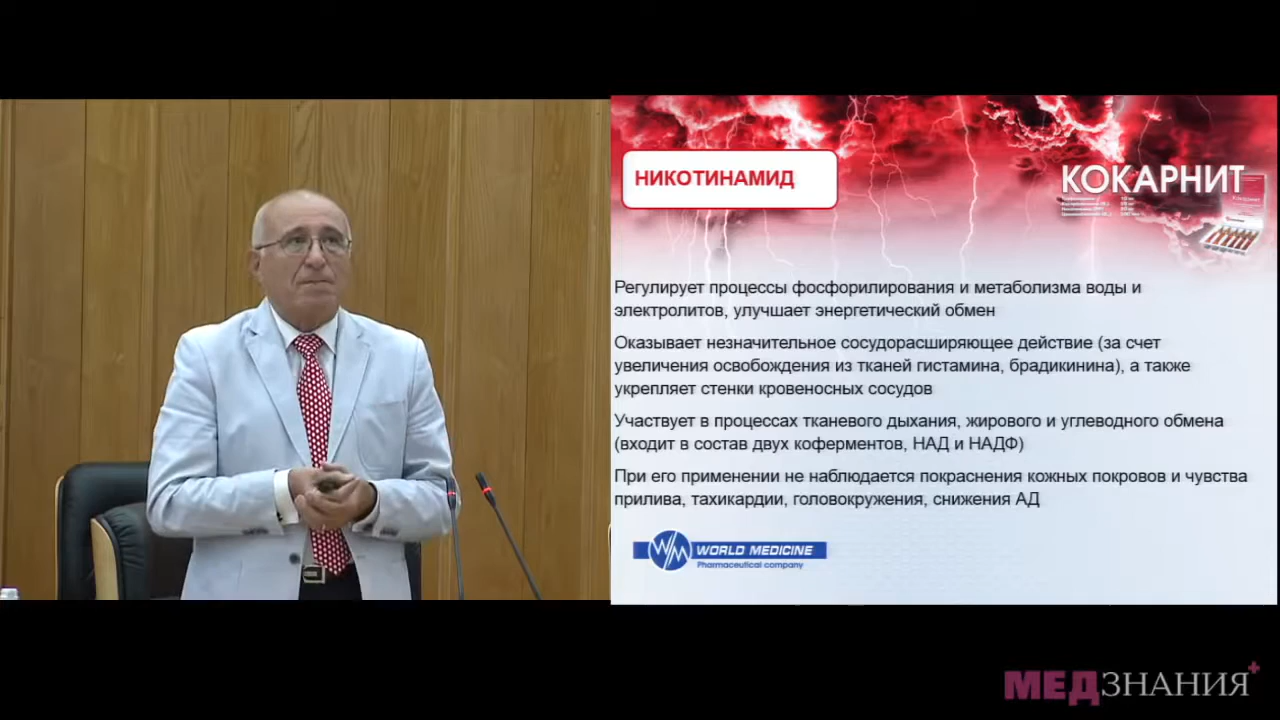 НИКОТИНАМИД
КОКАРНИТ
Регулирует процессы фосфорилирования и метаболизма воды и
электролитов, улучшает энергетический обмен
Оказывает незначительное сосудорасширяющее действие (за счет
увеличения освобождения из тканей гистамина, брадикинина), а также
укрепляет стенки кровеносных сосудов
Участвует в процессах тканевого дыхания, жирового и углеводного обмена
(входит в состав двух коферментов, НАД и НАДФ)
При его применении не наблюдается покраснения кожных покровов и чувства
прилива, тахикардии, головокружения, снижения АД
WM WORLD MEDICINE
Pharmaceutical company
МЕДЗНАНИЯ+